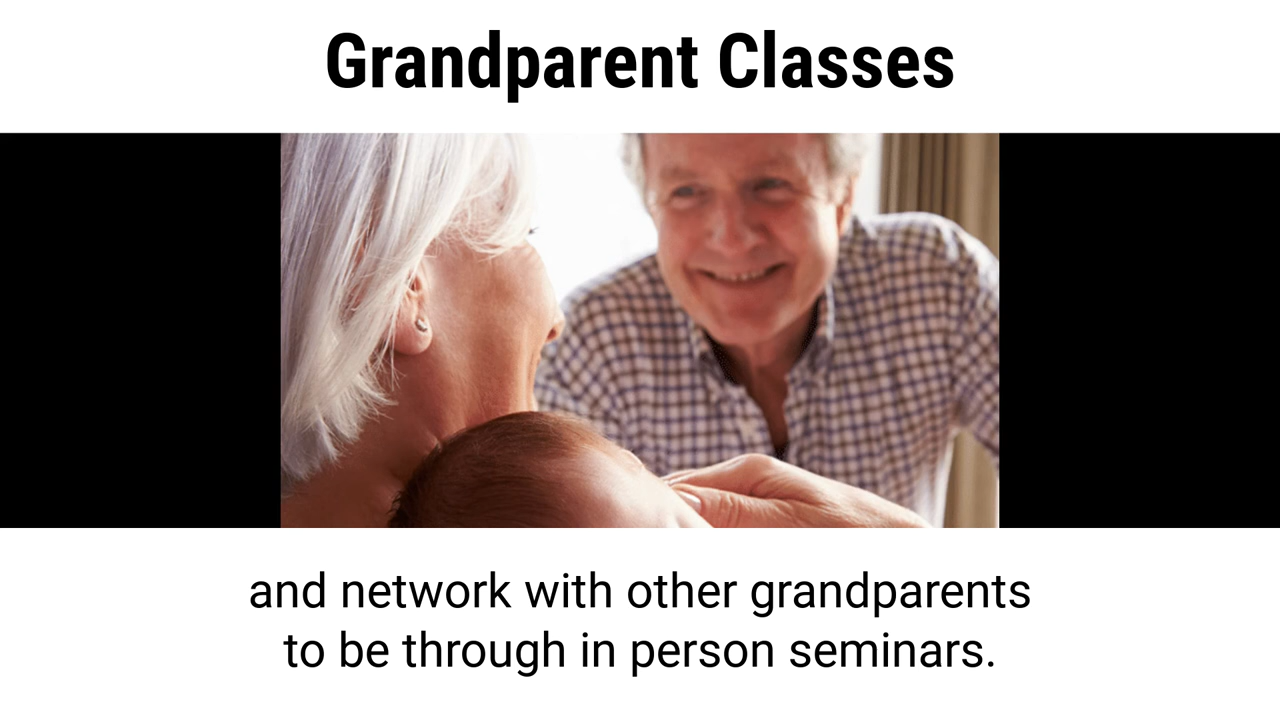 Grandparent Classes
and network with other grandparents
to be through in person seminars.